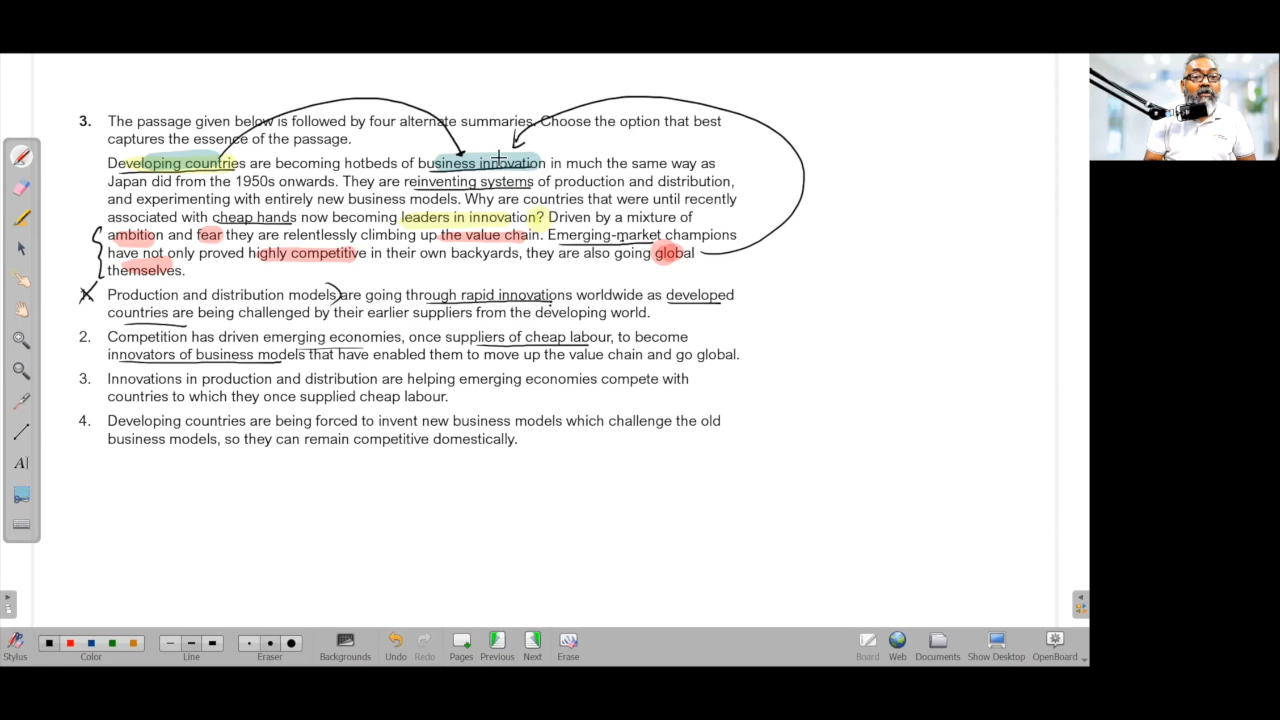 3. The passage given below is followed by four alternate summaries. Choose the option that best
captures the essence of the passage.
Developing countries are becoming hotbeds of business innovation in much the same way as
Japan did from the 1950s onwards. They are reinventing systems of production and distribution,
and experimenting with entirely new business models. Why are countries that were until recently
associated with cheap hands now becoming leaders in innovation? Driven by a mixture of
ambition and fear they are relentlessly climbing up the value chain. Emerging-market champions
have not only proved highly competitive in their own backyards, they are also going global
themselves.
Production and distribution models are going through rapid innovations worldwide as developed
countries are being challenged by their earlier suppliers from the developing world.
2. Competition has driven emerging economies, once suppliers of cheap labour, to become
innovators of business models that have enabled them to move up the value chain and go global.
3. Innovations in production and distribution are helping emerging economies compete with
countries to which they once supplied cheap labour.
4. Developing countries are being forced to invent new business models which challenge the old
business models, so they can remain competitive domestically.
A
Stylus Color Line Eraser Backgrounds Undo Redo Pages Previous Next Erase Board Web Documents Show Desktop OpenBoard